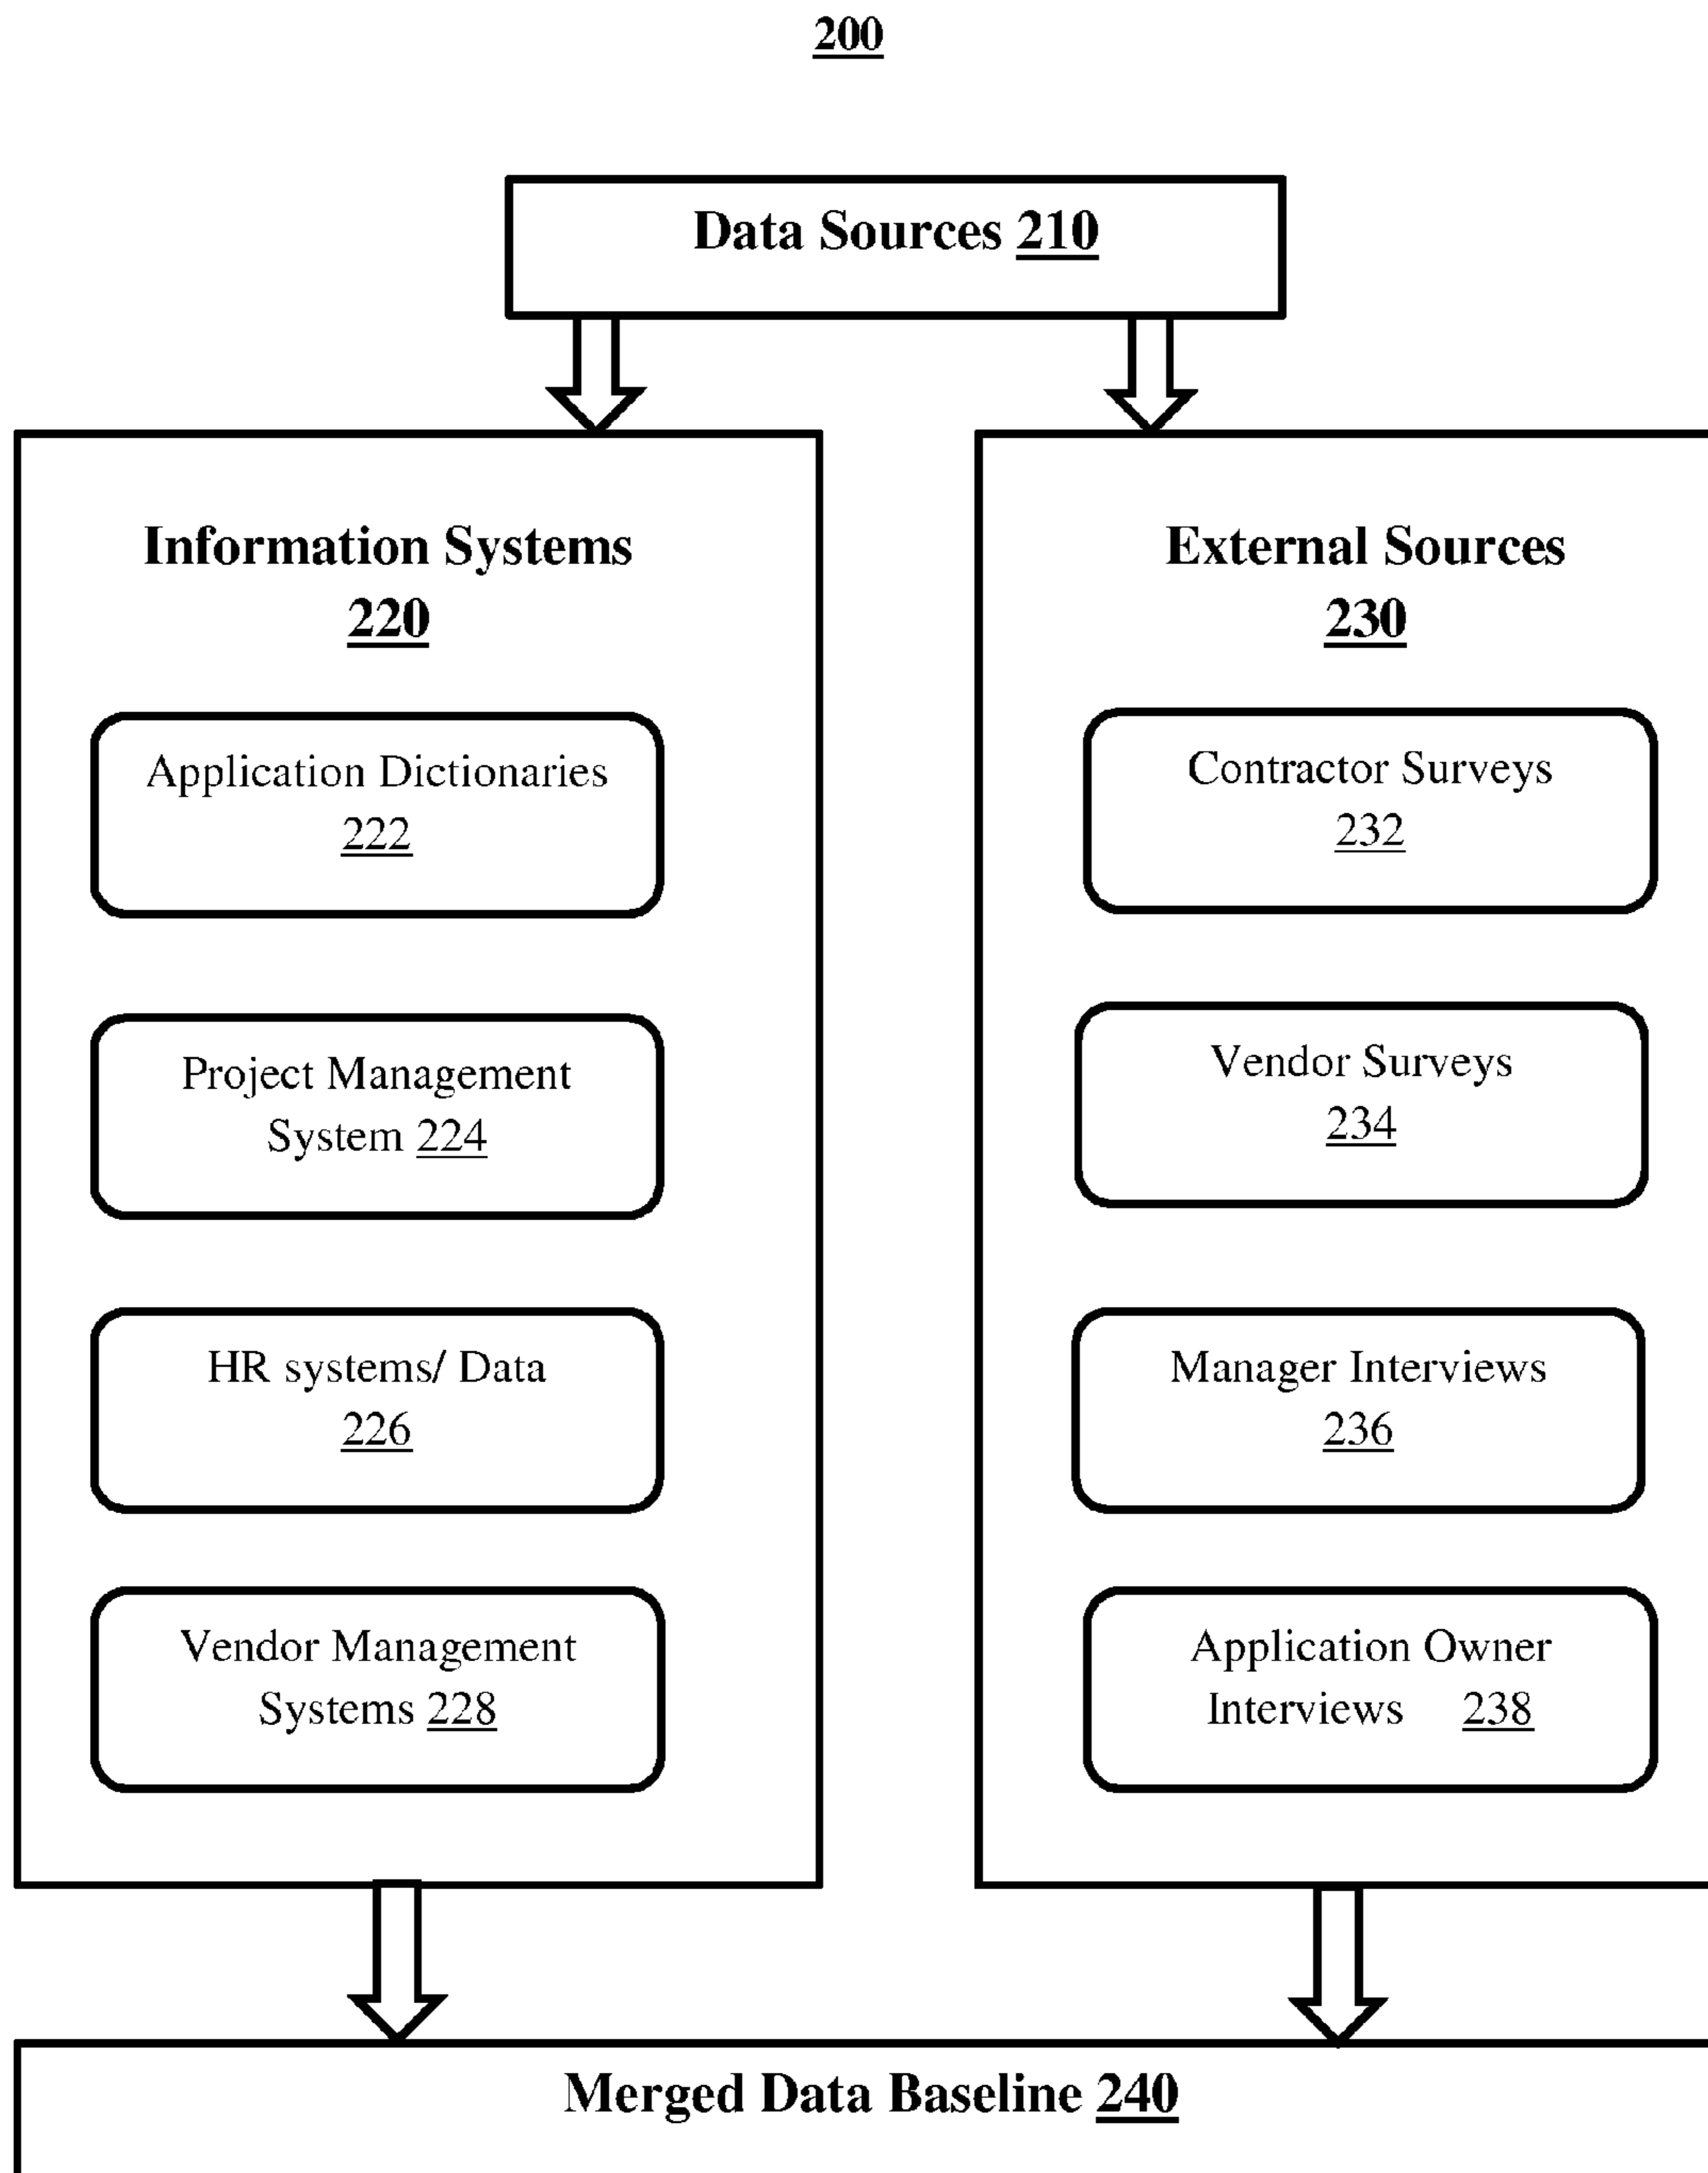 200
Data Sources 210
Information Systems
220
Application Dictionaries
222
Project Management
System 224
HR systems/ Data
226
Vendor Management
Systems 228
External Sources
230
Contractor Surveys
232
Vendor Surveys
234
Manager Interviews
236
Application Owner
Interviews 238
Merged Data Baseline 240